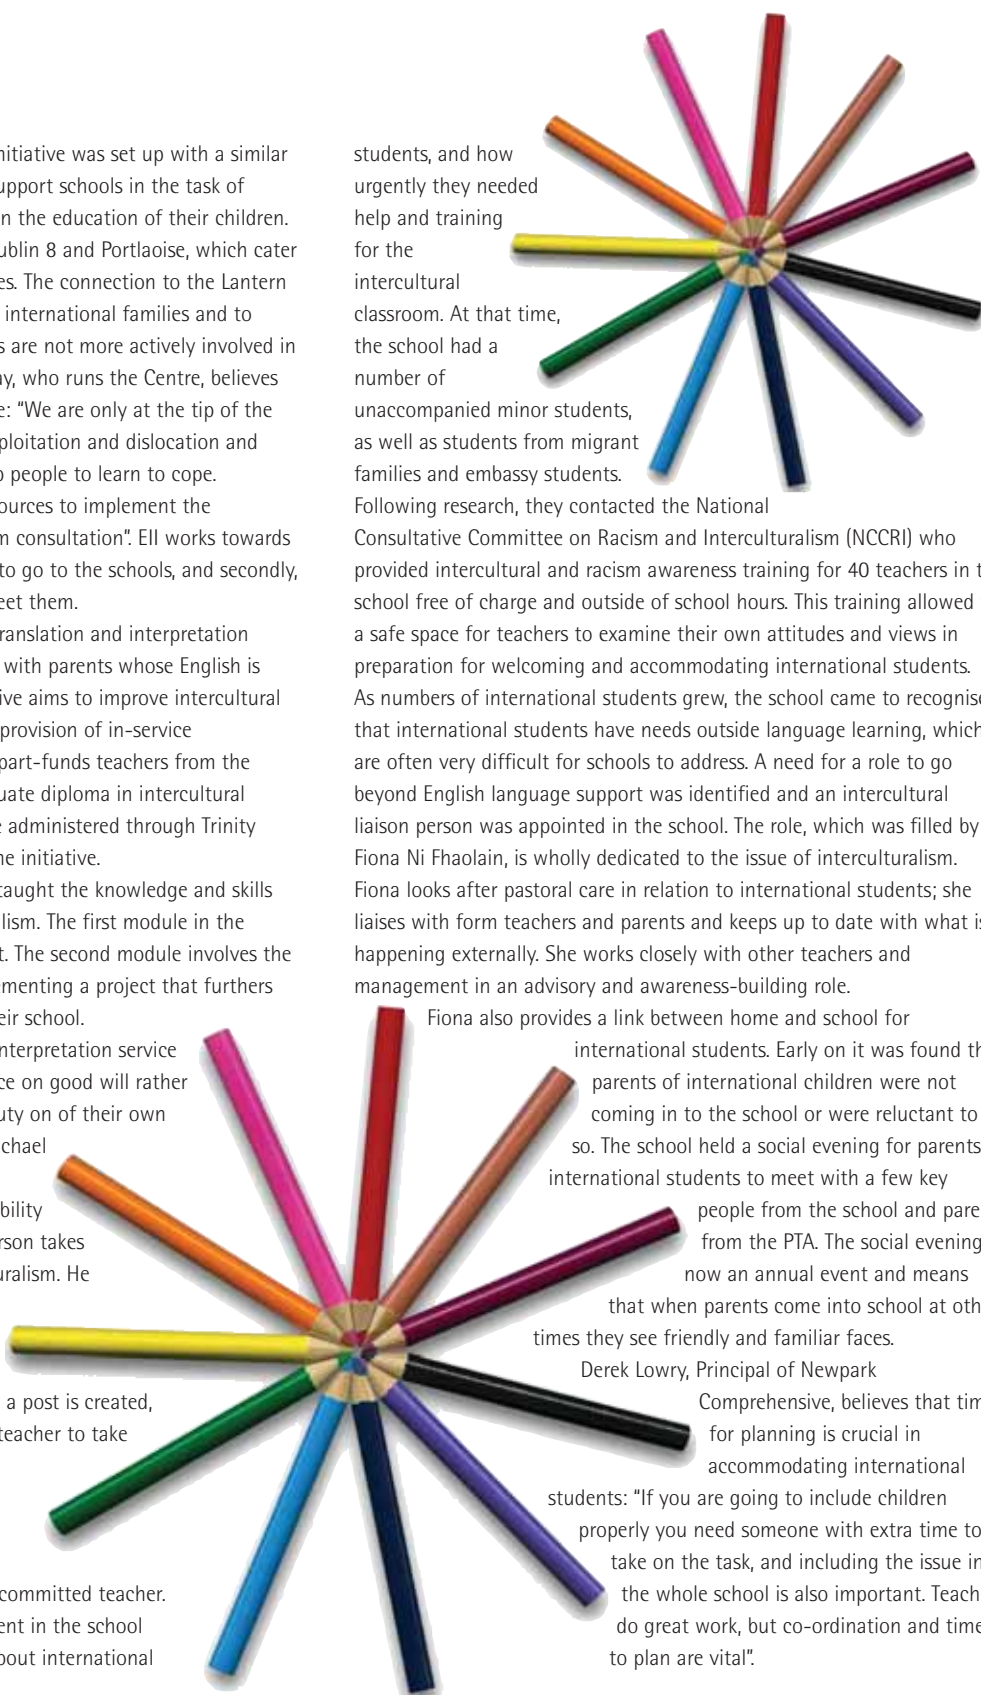 nitiative was set up with a similar
upport schools in the task of
n the education of their children.
ublin 8 and Portlaoise, which cater
es. The connection to the Lantern
international families and to
s are not more actively involved in
ay, who runs the Centre, believes
e: “We are only at the tip of the
ploitation and dislocation and
p people to learn to cope.
ources to implement the
m consultation”. EII works towards
to go to the schools, and secondly,
eet them.
ranslation and interpretation
with parents whose English is
ive aims to improve intercultural
provision of in-service
part-funds teachers from the
uate diploma in intercultural
e administered through Trinity
he initiative.
taught the knowledge and skills
lism. The first module in the
t. The second module involves the
ementing a project that furthers
eir school.
nterpretation service
ce on good will rather
uty on of their own
chael
bility
rson takes
uralism. He
a post is created,
teacher to take
committed teacher.
ent in the school
bout international
students, and how
urgently they needed
help and training
for the
intercultural
classroom. At that time,
the school had a
number of
unaccompanied minor students,
as well as students from migrant
families and embassy students.
Following research, they contacted the National
Consultative Committee on Racism and Interculturalism (NCCRI) who
provided intercultural and racism awareness training for 40 teachers in t
school free of charge and outside of school hours. This training allowed
a safe space for teachers to examine their own attitudes and views in
preparation for welcoming and accommodating international students.
As numbers of international students grew, the school came to recognise
that international students have needs outside language learning, which
are often very difficult for schools to address. A need for a role to go
beyond English language support was identified and an intercultural
liaison person was appointed in the school. The role, which was filled by
Fiona Ni Fhaolain, is wholly dedicated to the issue of interculturalism.
Fiona looks after pastoral care in relation to international students; she
liaises with form teachers and parents and keeps up to date with what is
happening externally. She works closely with other teachers and
management in an advisory and awareness-building role.
Fiona also provides a link between home and school for
international students. Early on it was found th
parents of international children were not
coming in to the school or were reluctant to
so. The school held a social evening for parents
international students to meet with a few key
people from the school and pare
from the PTA. The social evening
now an annual event and means
that when parents come into school at oth
times they see friendly and familiar faces.
Derek Lowry, Principal of Newpark
Comprehensive, believes that tim
for planning is crucial in
accommodating international
students: “If you are going to include children
properly you need someone with extra time to
take on the task, and including the issue in
the whole school is also important. Teach
do great work, but co-ordination and time
to plan are vital”.